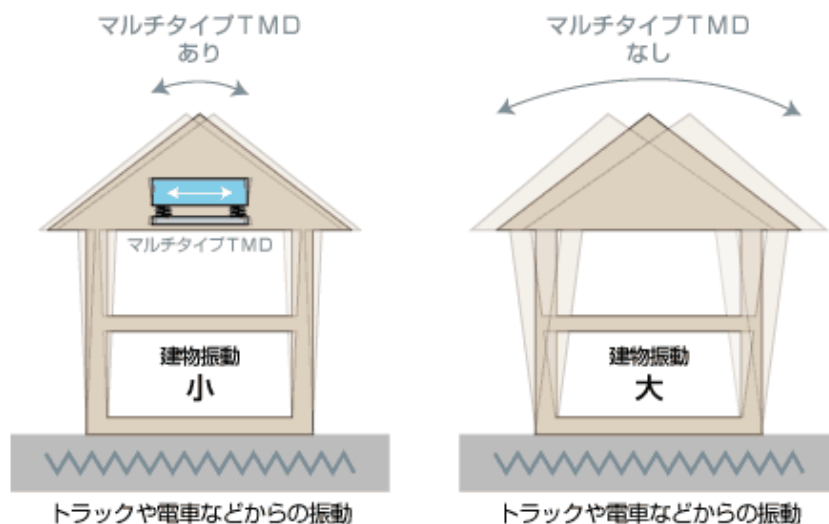 マルチタイプTMD
あり
マルチタイプTMD
建物振動
小
トラックや電車などからの振動
マルチタイプTMD
なし
建物振動
大
トラックや電車などからの振動